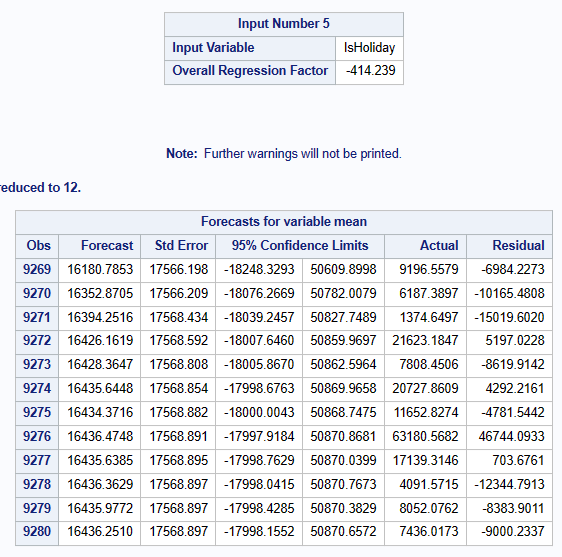 Input Number 5
Input Variable IsHoliday
Overall Regression Factor -414.239
Note: Further warnings will not be printed.
reduced to 12.
Forecasts for variable mean
Obs Forecast Std Error 95% Confidence Limits Actual Residual
9269 16180.7853 17566.198 -18248.3293 50609.8998 9196.5579 -6984.2273
9270 16352.8705 17566.209 -18076.2669 50782.0079 6187.3897 -10165.4808
9271 16394.2516 17568.434 -18039.2457 50827.7489 1374.6497 -15019.6020
9272 16426.1619 17568.592 -18007.6460 50859.9697 21623.1847 5197.0228
9273 16428.3647 17568.808 -18005.8670 50862.5964 7808.4506 -8619.9142
9274 16435.6448 17568.854 -17998.6763 50869.9658 20727.8609 4292.2161
9275 16434.3716 17568.882 -18000.0043 50868.7475 11652.8274 -4781.5442
9276 16436.4748 17568.891 -17997.9184 50870.8681 63180.5682 46744.0933
9277 16435.6385 17568.895 -17998.7629 50870.0399 17139.3146 703.6761
9278 16436.3629 17568.897 -17998.0415 50870.7673 4091.5715 -12344.7913
9279 16435.9772 17568.897 -17998.4285 50870.3829 8052.0762 -8383.9011
9280 16436.2510 17568.897 -17998.1552 50870.6572 7436.0173 -9000.2337